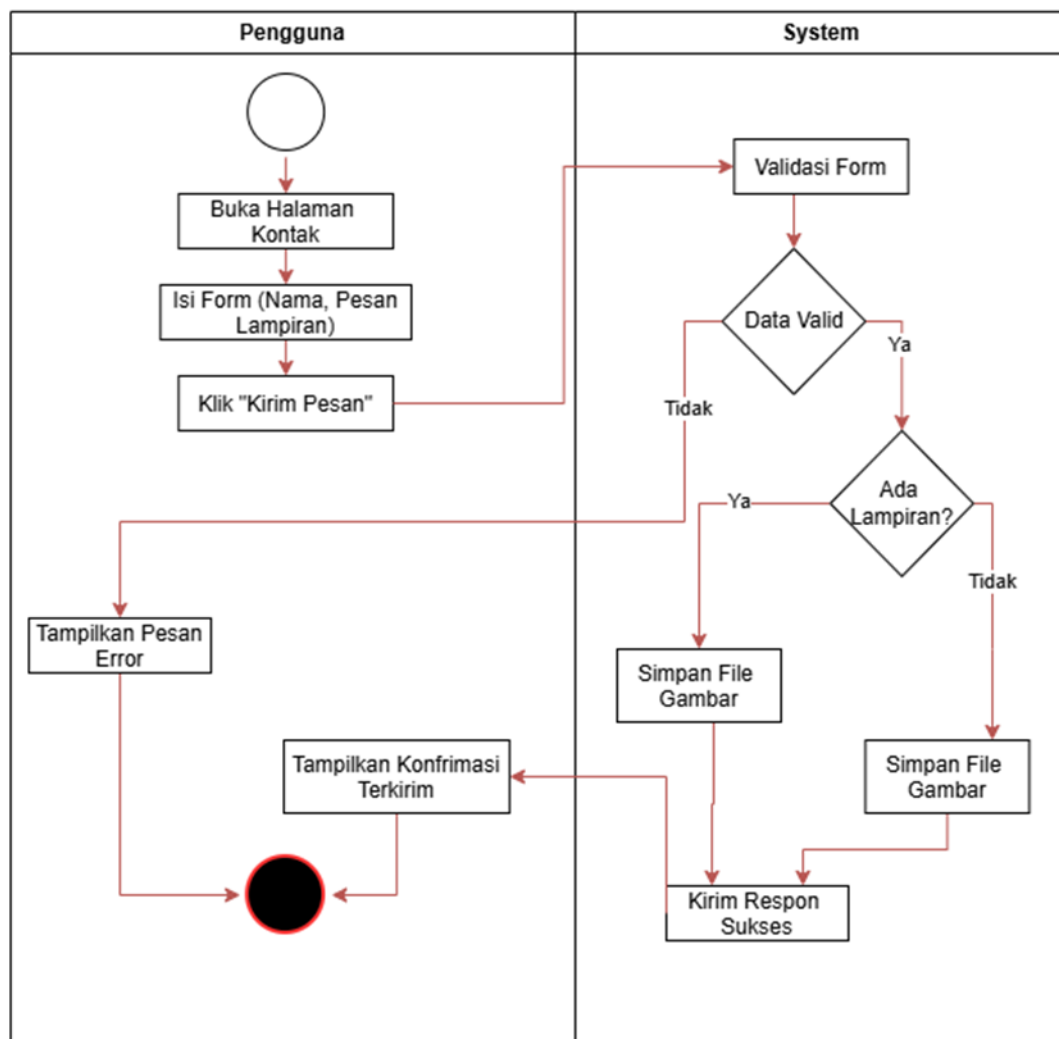 Pengguna
System
Buka Halaman
Kontak
Isi Form (Nama, Pesan
Lampiran)
Klik "Kirim Pesan"
Validasi Form
Data Valid
Ya
Tidak
Ada
Lampiran?
Ya
Tidak
Tampilkan Pesan
Error
Simpan File
Gambar
Tampilkan Konfrimasi
Terkirim
Simpan File
Gambar
Kirim Respon
Sukses